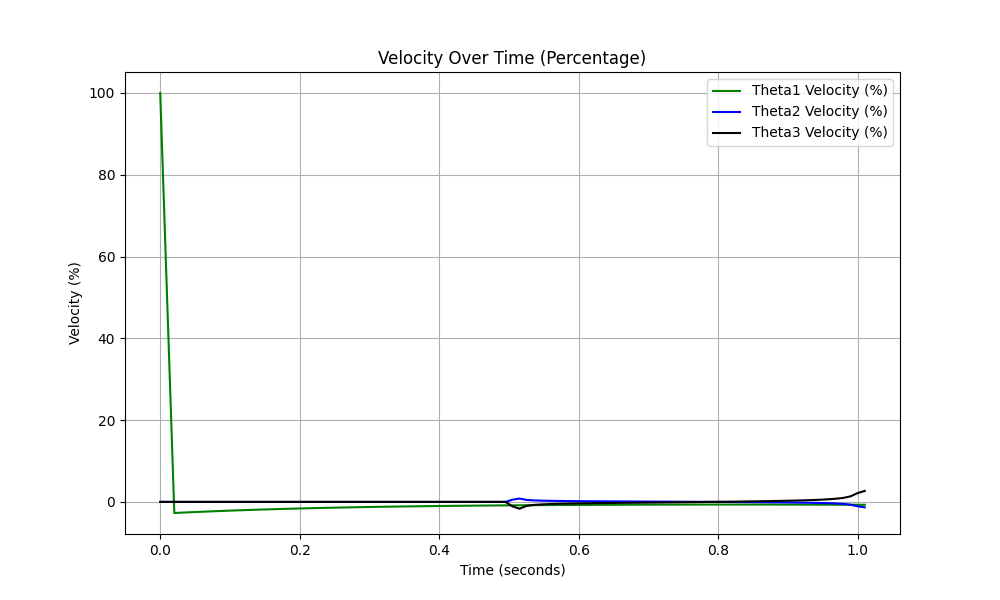 Velocity Over Time (Percentage)
Theta1 Velocity (%)
Theta2 Velocity (%)
Theta3 Velocity (%)
Velocity (%)
100
80
60
40
20
0
0.0 0.2 0.4 0.6 0.8 1.0
Time (seconds)